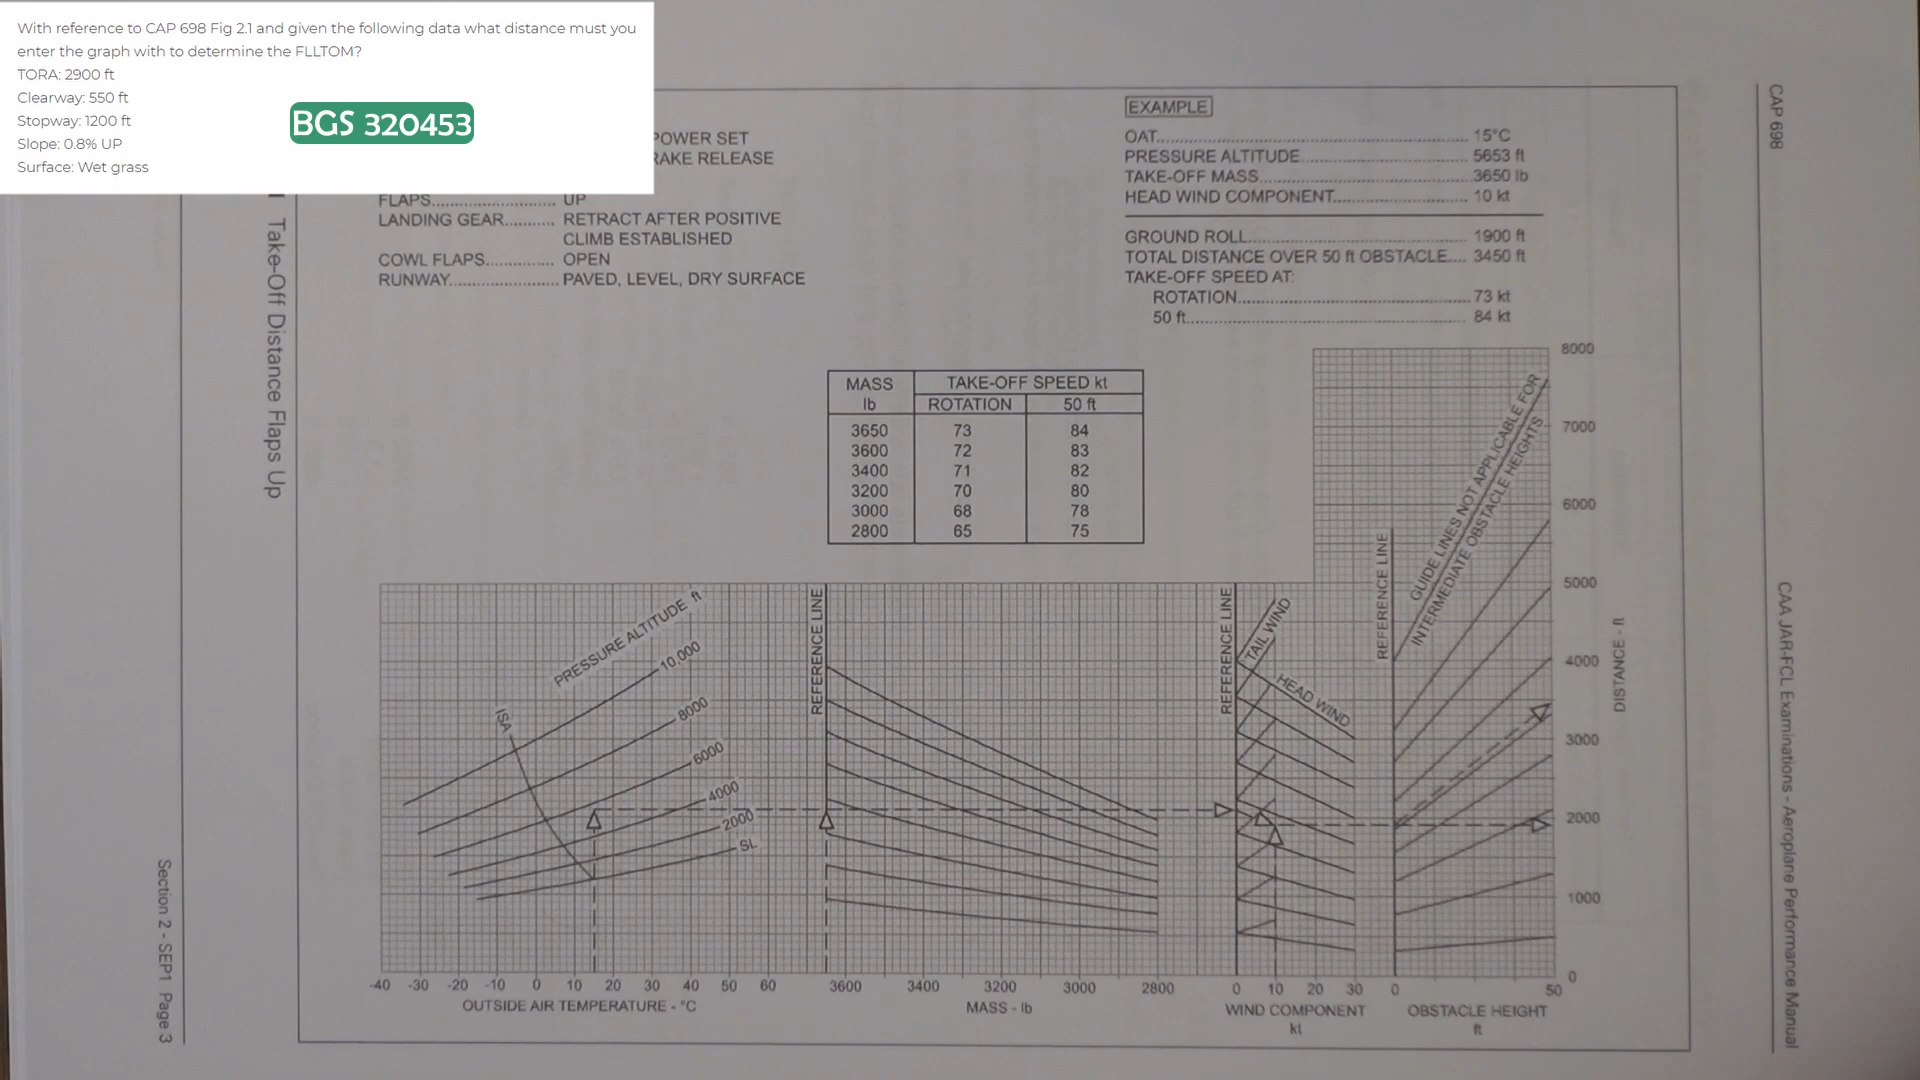 With reference to CAP 698 Fig 2.1 and given the following data what distance must you
enter the graph with to determine the FLLTOM?
TORA: 2900 ft
Clearway: 550 ft
Stopway: 1200 ft
Slope: 0.8% UP
Surface: Wet grass
BGS 320453
POWER SET
RAKE RELEASE
FLAPS............................ UP
LANDING GEAR........... RETRACT AFTER POSITIVE
CLIMB ESTABLISHED
COWL FLAPS............... OPEN
RUNWAY....................... PAVED, LEVEL, DRY SURFACE
EXAMPLE
OAT........................ 15°C
PRESSURE ALTITUDE........................ 5653 ft
TAKE-OFF MASS........................ 3650 lb
HEAD WIND COMPONENT........................ 10 kt
GROUND ROLL........................ 1900 ft
TOTAL DISTANCE OVER 50 ft OBSTACLE.... 3450 ft
TAKE-OFF SPEED AT:
ROTATION........................ 73 kt
50 ft........................ 84 kt
MASS lb TAKE-OFF SPEED kt
ROTATION 50 ft
3650 73 84
3600 72 83
3400 71 82
3200 70 80
3000 68 78
2800 65 75
Take-Off Distance Flaps Up
CAP 698
CAA JAR-FCL Examinations - Aeroplane Performance Manual
Section 2 - SEP1 Page 3
PRESSURE ALTITUDE ft
10,000
8000
6000
4000
2000
SL
ISA
REFERENCE LINE
REFERENCE LINE
TAIL WIND
HEAD WIND
REFERENCE LINE
GUIDE LINES NOT APPLICABLE FOR
INTERMEDIATE OBSTACLE HEIGHTS
8000
7000
6000
5000
4000
3000
2000
1000
0
DISTANCE - ft
-40 -30 -20 -10 0 10 20 30 40 50 60
OUTSIDE AIR TEMPERATURE - °C
3600 3400 3200 3000 2800
MASS - lb
0 10 20 30
WIND COMPONENT
kt
0 50
OBSTACLE HEIGHT
ft